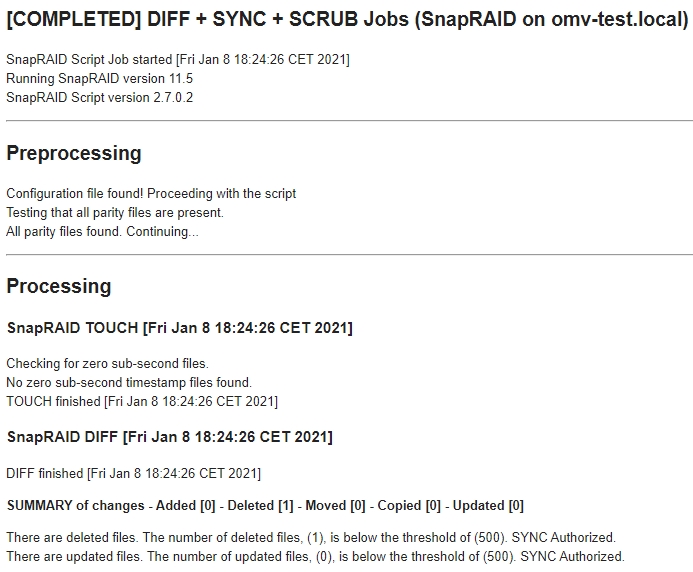 [COMPLETED] DIFF + SYNC + SCRUB Jobs (SnapRAID on omv-test.local)
SnapRAID Script Job started [Fri Jan 8 18:24:26 CET 2021]
Running SnapRAID version 11.5
SnapRAID Script version 2.7.0.2
Preprocessing
Configuration file found! Proceeding with the script
Testing that all parity files are present.
All parity files found. Continuing...
Processing
SnapRAID TOUCH [Fri Jan 8 18:24:26 CET 2021]
Checking for zero sub-second files.
No zero sub-second timestamp files found.
TOUCH finished [Fri Jan 8 18:24:26 CET 2021]
SnapRAID DIFF [Fri Jan 8 18:24:26 CET 2021]
DIFF finished [Fri Jan 8 18:24:26 CET 2021]
SUMMARY of changes - Added [0] - Deleted [1] - Moved [0] - Copied [0] - Updated [0]
There are deleted files. The number of deleted files, (1), is below the threshold of (500). SYNC Authorized.
There are updated files. The number of updated files, (0), is below the threshold of (500). SYNC Authorized.